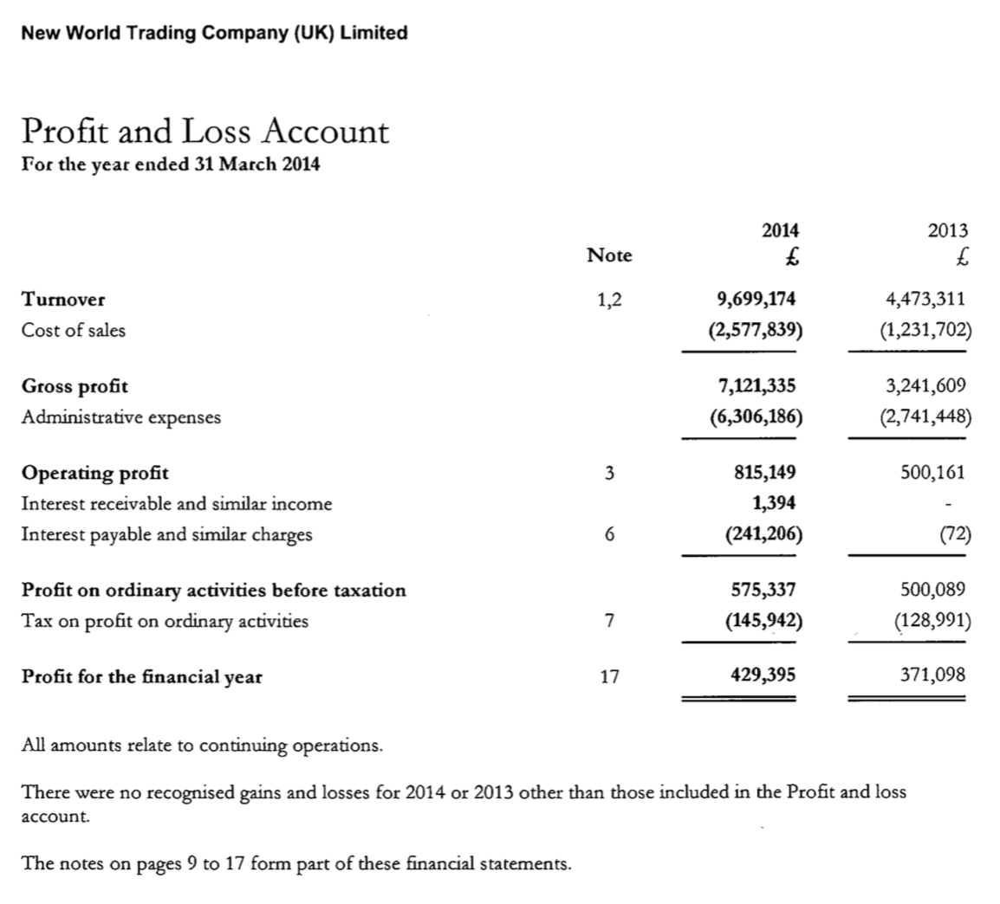 New World Trading Company (UK) Limited
Profit and Loss Account
For the year ended 31 March 2014
2014 2013
Note £ £
Turnover 1,2 9,699,174 4,473,311
Cost of sales (2,577,839) (1,231,702)
Gross profit 7,121,335 3,241,609
Administrative expenses (6,306,186) (2,741,448)
Operating profit 3 815,149 500,161
Interest receivable and similar income 1,394 -
Interest payable and similar charges 6 (241,206) (72)
Profit on ordinary activities before taxation 575,337 500,089
Tax on profit on ordinary activities 7 (145,942) (128,991)
Profit for the financial year 17 429,395 371,098
All amounts relate to continuing operations.
There were no recognised gains and losses for 2014 or 2013 other than those included in the Profit and loss
account.
The notes on pages 9 to 17 form part of these financial statements.